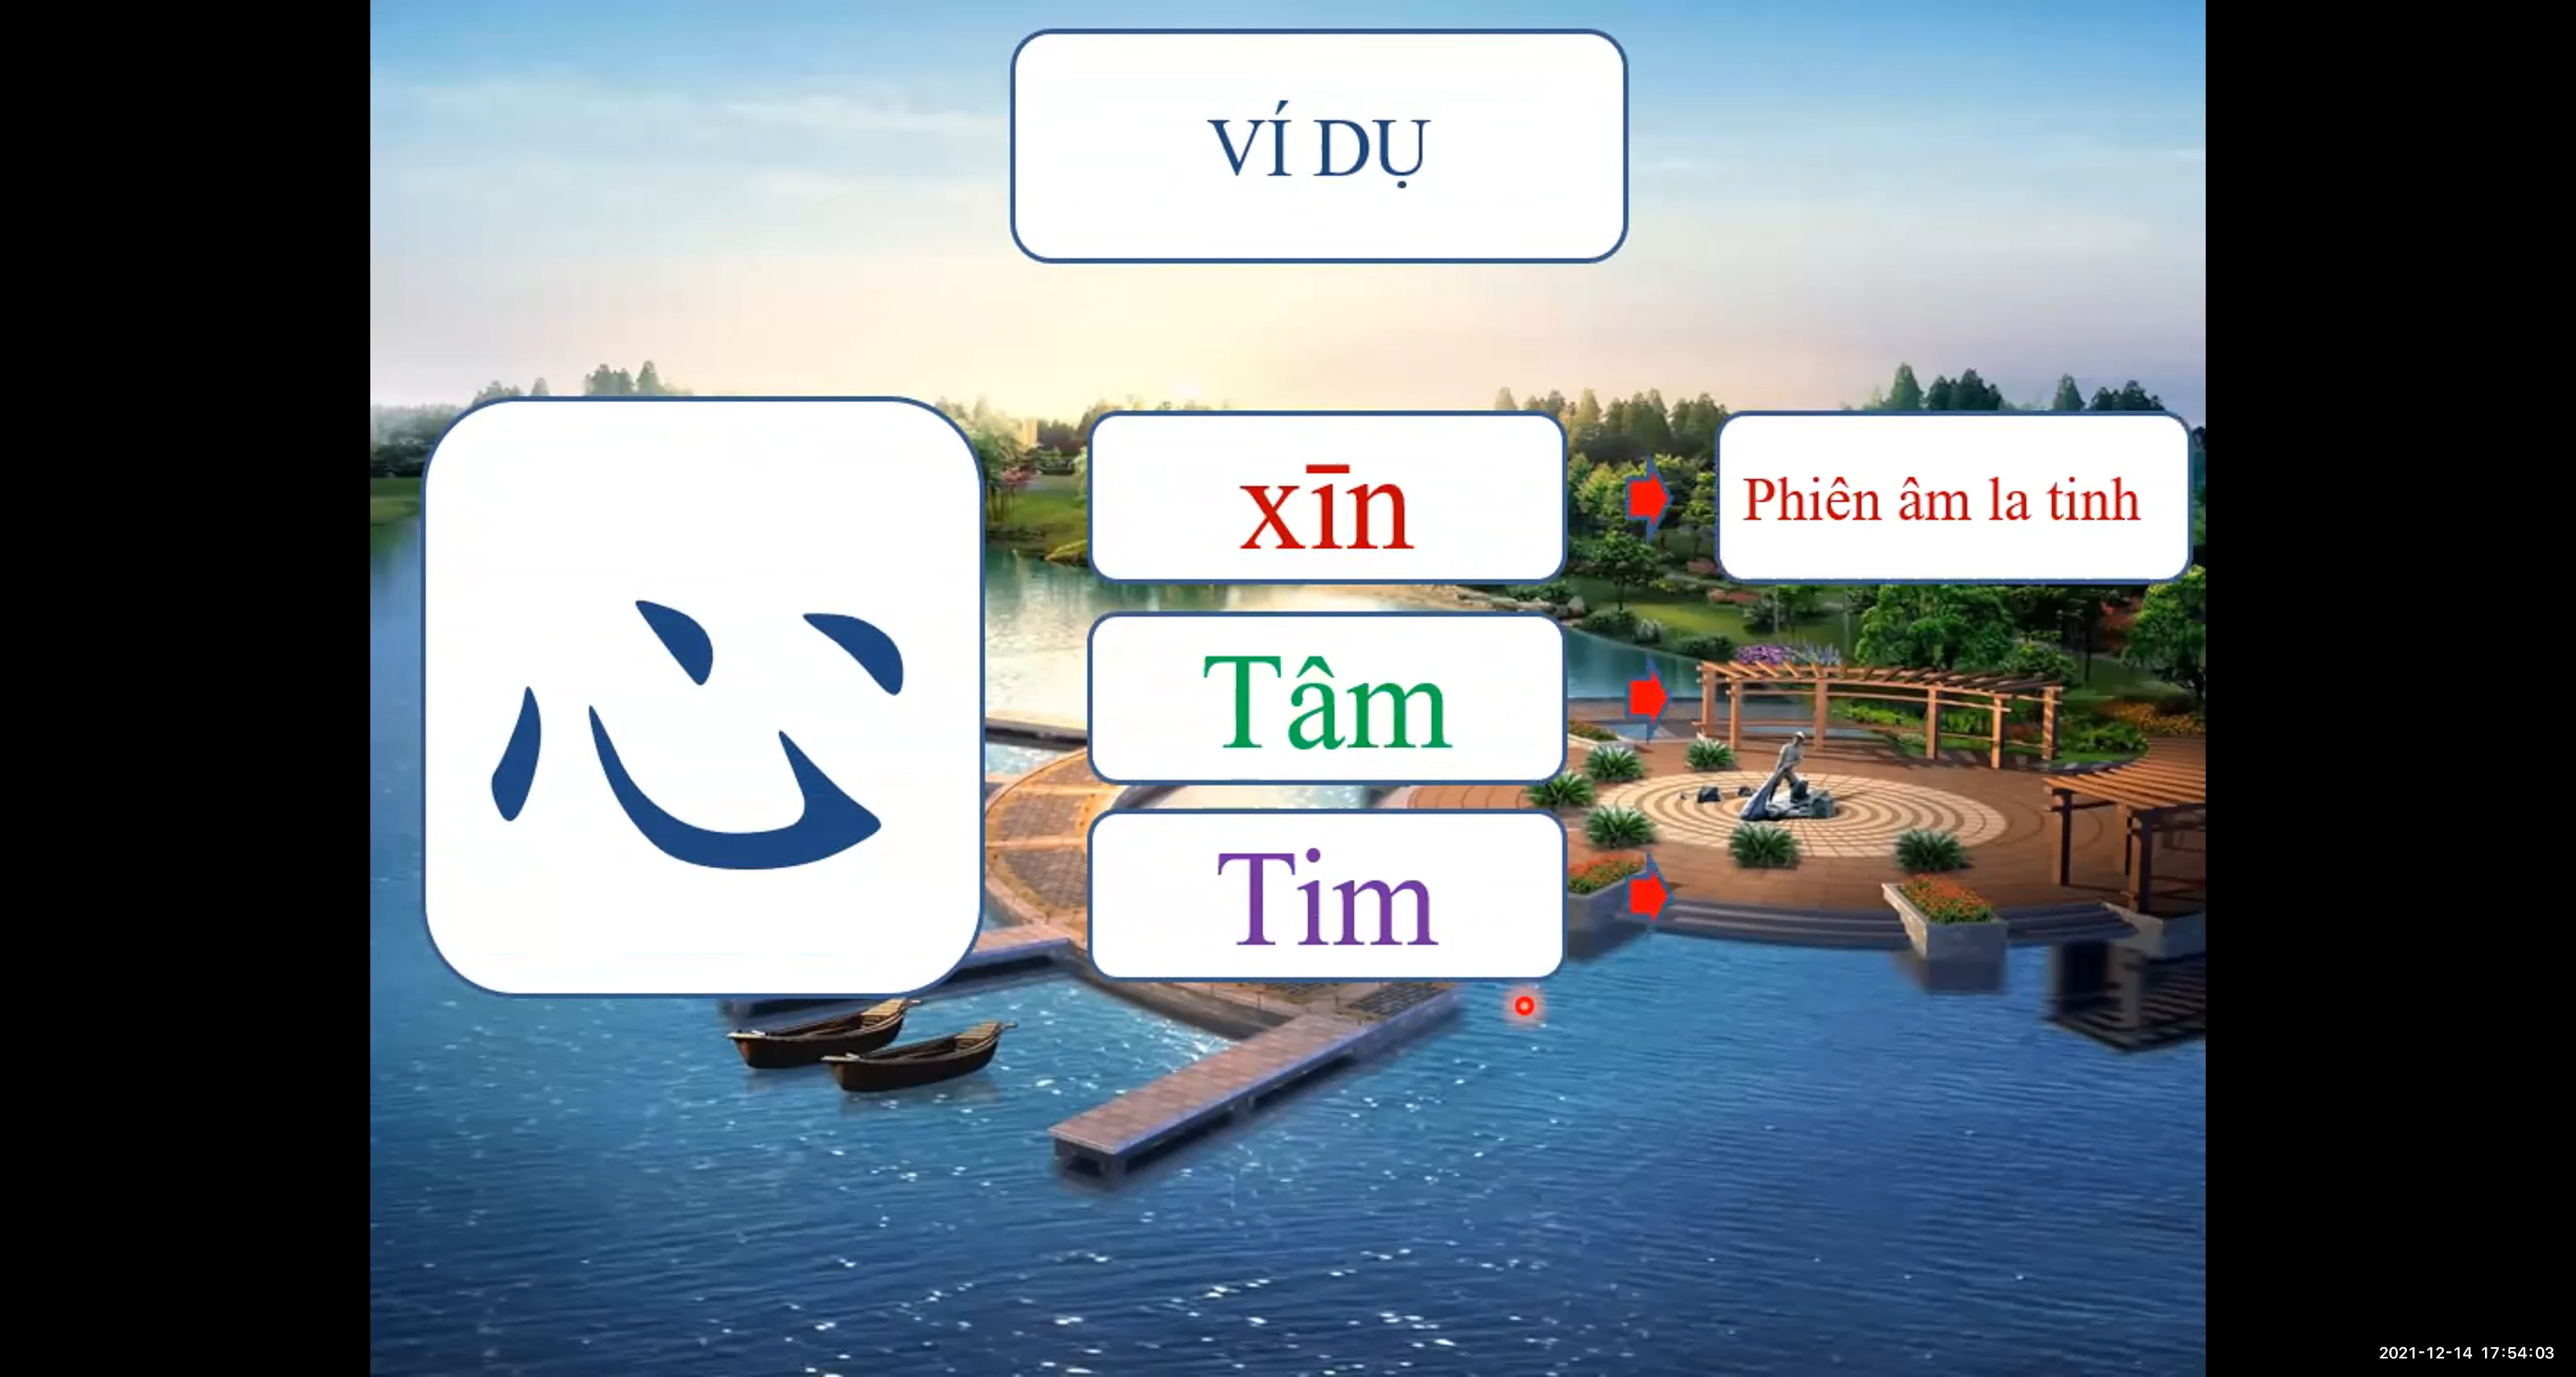 VÍ DỤ
心
xīn
Phiên âm la tinh
Tâm
Tim
2021-12-14 17:54:03